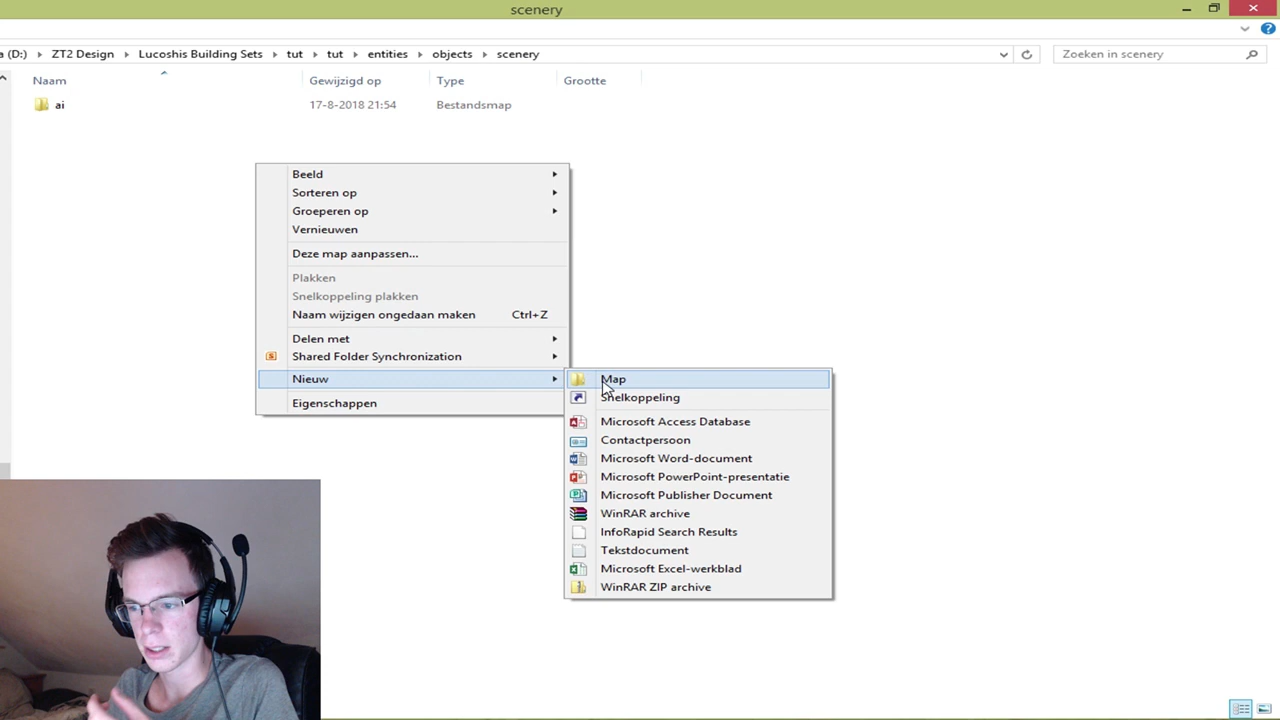 scenery
a (D:) ZT2 Design Lucoshis Building Sets tut tut entities objects scenery Zoeken in scenery
Naam Gewijzigd op Type Grootte
ai 17-8-2018 21:54 Bestandsmap
Beeld
Sorteren op
Groeperen op
Vernieuwen
Deze map aanpassen...
Plakken
Snelkoppeling plakken
Naam wijzigen ongedaan maken Ctrl+Z
Delen met
Shared Folder Synchronization
Nieuw
Eigenschappen
Map
Snelkoppeling
Microsoft Access Database
Contactpersoon
Microsoft Word-document
Microsoft PowerPoint-presentatie
Microsoft Publisher Document
WinRAR archive
InfoRapid Search Results
Tekstdocument
Microsoft Excel-werkblad
WinRAR ZIP archive